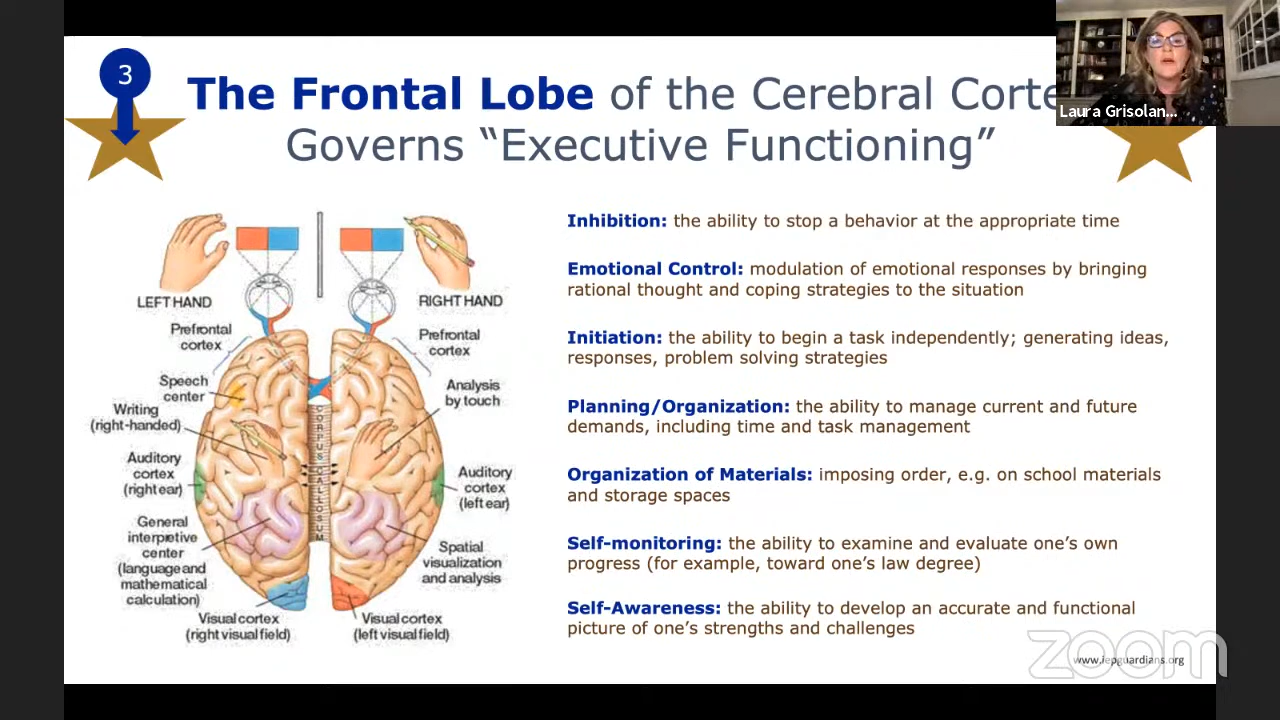 3
The Frontal Lobe of the Cerebral Corte
Governs “Executive Functioning”
Laura Grisolan...
LEFT HAND
RIGHT HAND
Prefrontal
cortex
Prefrontal
cortex
Speech
center
Analysis
by touch
Writing
(right-handed)
CORPUS CALLOSUM
Auditory
cortex
(right ear)
Auditory
cortex
(left ear)
General
interpretive
center
(language and
mathematical
calculation)
Spatial
visualization
and analysis
Visual cortex
(right visual field)
Visual cortex
(left visual field)
Inhibition: the ability to stop a behavior at the appropriate time
Emotional Control: modulation of emotional responses by bringing
rational thought and coping strategies to the situation
Initiation: the ability to begin a task independently; generating ideas,
responses, problem solving strategies
Planning/Organization: the ability to manage current and future
demands, including time and task management
Organization of Materials: imposing order, e.g. on school materials
and storage spaces
Self-monitoring: the ability to examine and evaluate one’s own
progress (for example, toward one’s law degree)
Self-Awareness: the ability to develop an accurate and functional
picture of one’s strengths and challenges
zoom
www.iepguardians.org